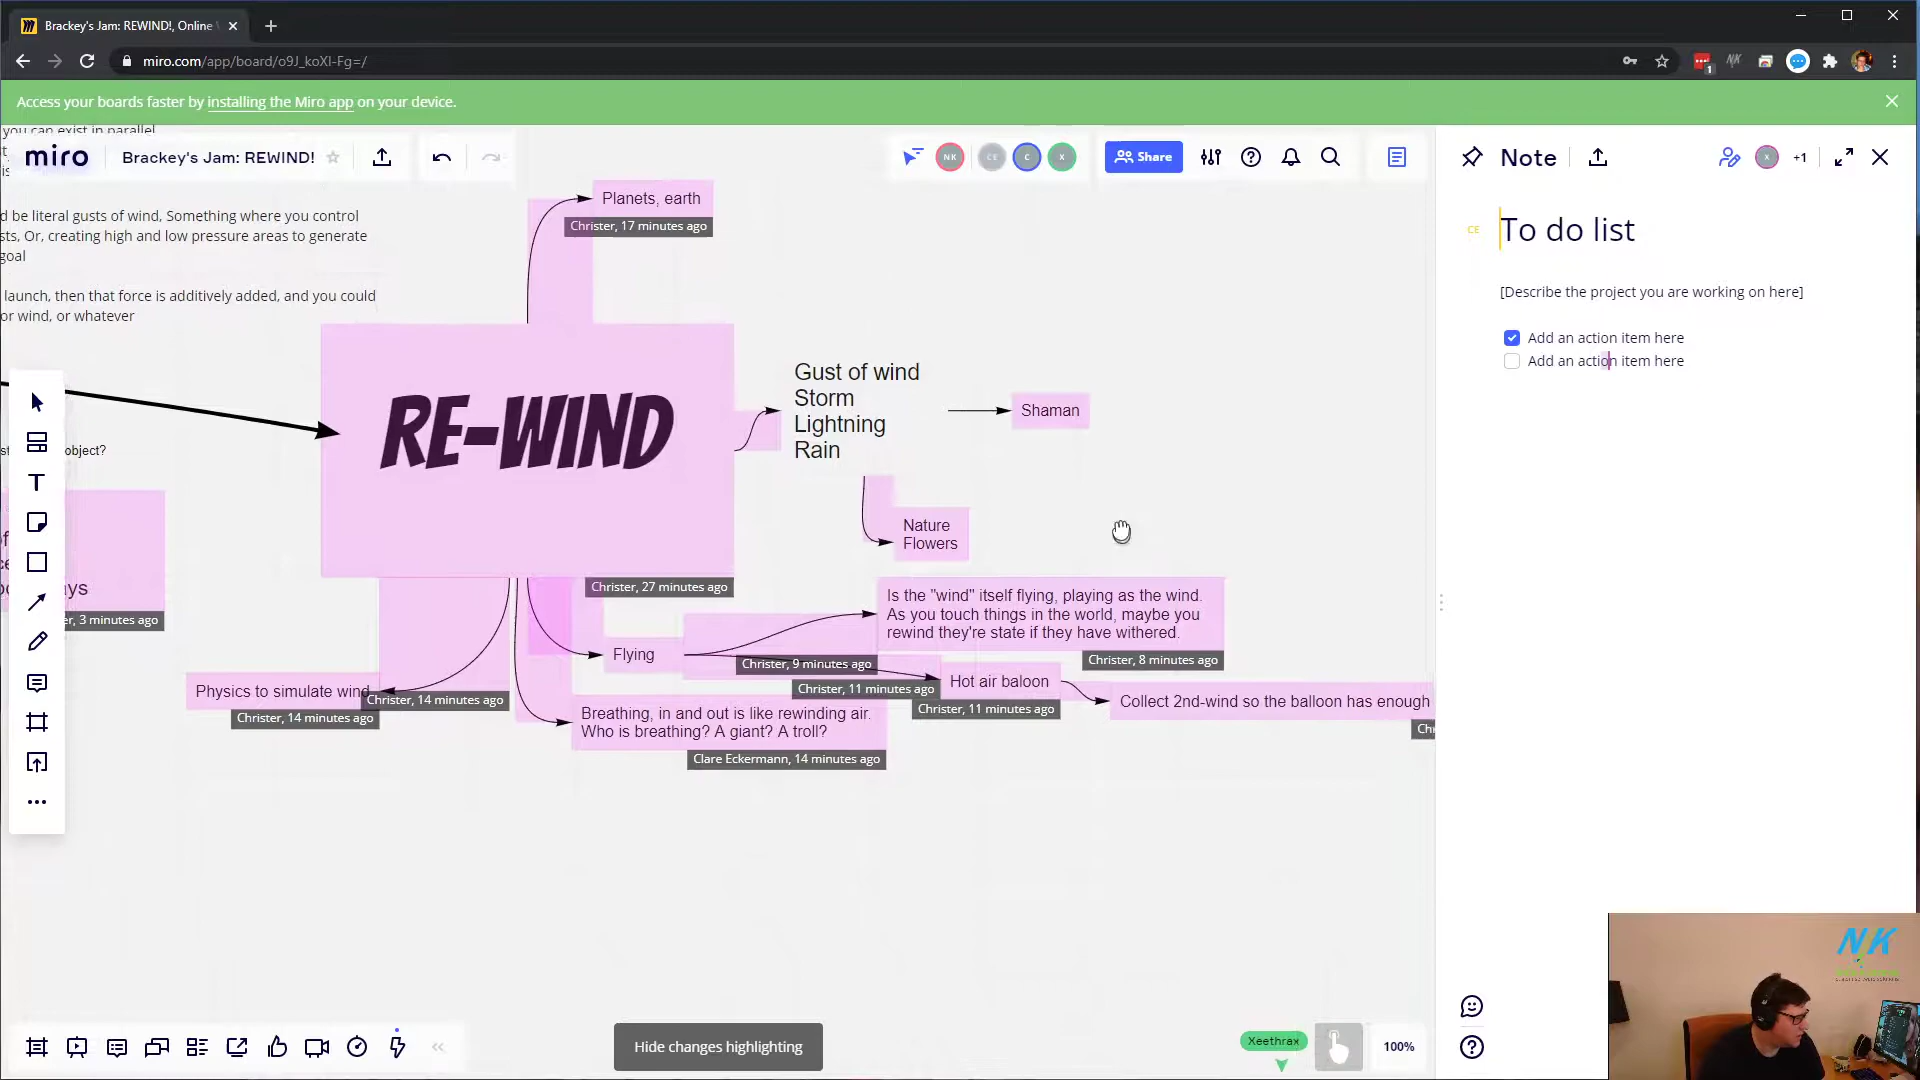 Brackey's Jam: REWIND!, Online
miro.com/app/board/o9J_koXI-Fg=/
1
NK
Access your boards faster by installing the Miro app on your device.
you can exist in parallel
miro
Brackey's Jam: REWIND!
NK
CE
C
X
Share
Note
X
+1
d be literal gusts of wind, Something where you control
sts, Or, creating high and low pressure areas to generate
goal
launch, then that force is additively added, and you could
or wind, or whatever
Planets, earth
Christer, 17 minutes ago
CE
To do list
[Describe the project you are working on here]
Add an action item here
Add an action item here
RE-WIND
Gust of wind
Storm
Lightning
Rain
Shaman
object?
Nature
Flowers
ys
er, 3 minutes ago
Christer, 27 minutes ago
Is the "wind" itself flying, playing as the wind.
As you touch things in the world, maybe you
rewind they're state if they have withered.
Christer, 8 minutes ago
Flying
Christer, 9 minutes ago
Christer, 11 minutes ago
Hot air baloon
Christer, 11 minutes ago
Collect 2nd-wind so the balloon has enough
Chr
Physics to simulate wind
Christer, 14 minutes ago
Christer, 14 minutes ago
Breathing, in and out is like rewinding air.
Who is breathing? A giant? A troll?
Clare Eckermann, 14 minutes ago
NK
Hide changes highlighting
Xeethrax
100%